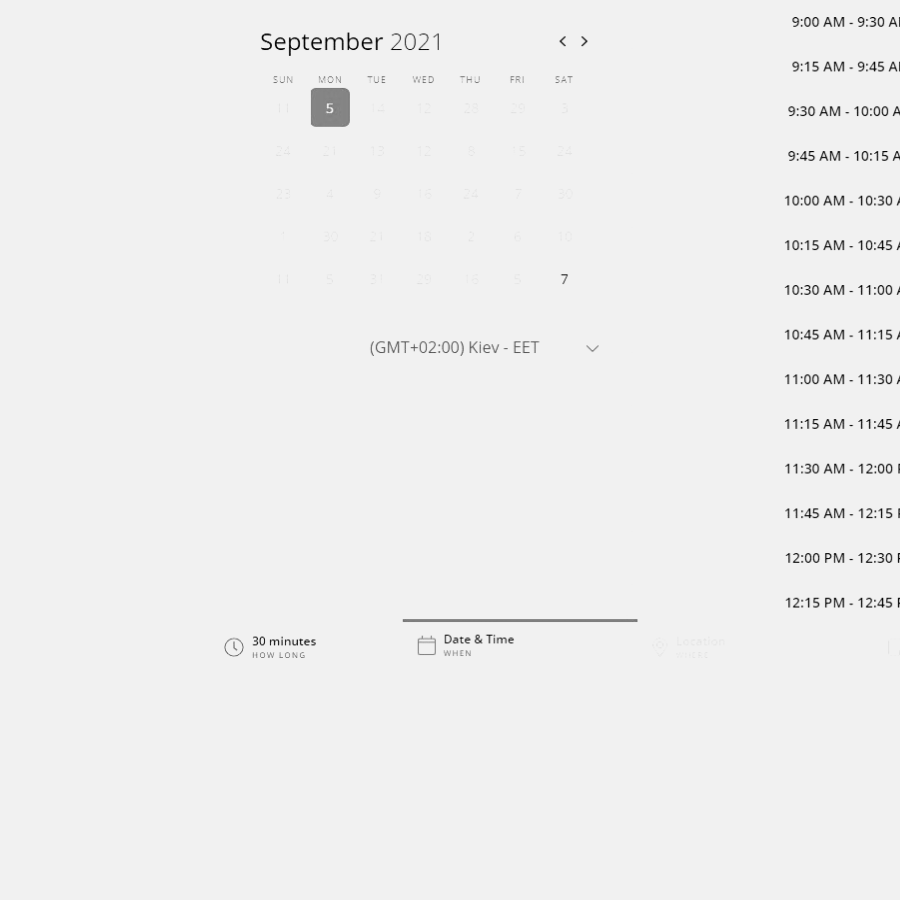 September 2021
SUN MON TUE WED THU FRI SAT
11 5 14 12 28 29 3
24 21 13 12 8 15 24
23 4 9 18 24 7 30
30 21 18 2 6 10
11 5 31 29 16 5 7
(GMT+02:00) Kiev - EET
9:00 AM - 9:30 A
9:15 AM - 9:45 A
9:30 AM - 10:00 A
9:45 AM - 10:15 A
10:00 AM - 10:30 A
10:15 AM - 10:45 A
10:30 AM - 11:00 A
10:45 AM - 11:15 A
11:00 AM - 11:30 A
11:15 AM - 11:45 A
11:30 AM - 12:00 P
11:45 AM - 12:15 P
12:00 PM - 12:30 P
12:15 PM - 12:45 P
30 minutes
HOW LONG
Date & Time
WHEN
Location
WHERE